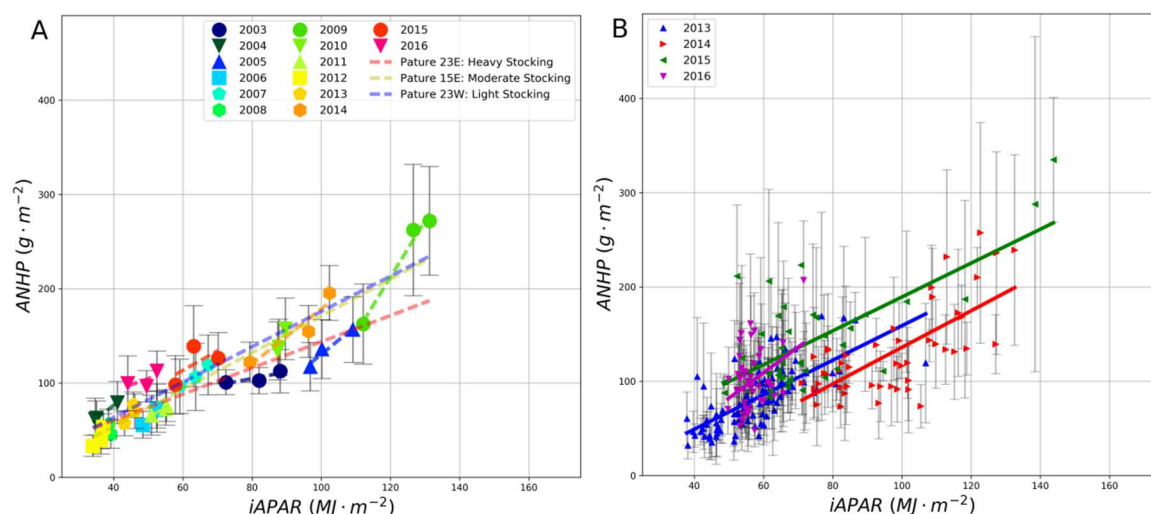 A
2003
2004
2005
2006
2007
2008
2009
2010
2011
2012
2013
2014
2015
2016
Pature 23E: Heavy Stocking
Pature 15E: Moderate Stocking
Pature 23W: Light Stocking
400
300
200
100
0
ANHP (g · m⁻²)
40 60 80 100 120 140 160
iAPAR (MJ · m⁻²)
B
2013
2014
2015
2016
400
300
200
100
0
ANHP (g · m⁻²)
40 60 80 100 120 140 160
iAPAR (MJ · m⁻²)